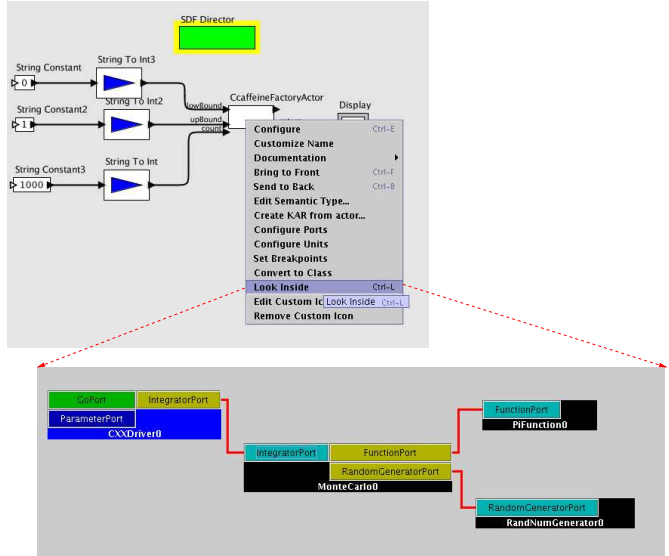 SDF Director
String Constant
0
String To Int3
String Constant2
1
String To Int2
String Constant3
1000
String To Int
CcaffeineFactoryActor
lowBound
upBound
count
Display
Configure Ctrl-E
Customize Name
Documentation
Bring to Front Ctrl-F
Send to Back Ctrl-B
Edit Semantic Type...
Create KAR from actor...
Configure Ports
Configure Units
Set Breakpoints
Convert to Class
Look Inside Ctrl-L
Edit Custom Ic
Look Inside Ctrl-L
Remove Custom Icon
GoPort IntegratorPort
ParameterPort
CXXDriver0
IntegratorPort FunctionPort
RandomGeneratorPort
MonteCarlo0
FunctionPort
PiFunction0
RandomGeneratorPort
RandNumGenerator0